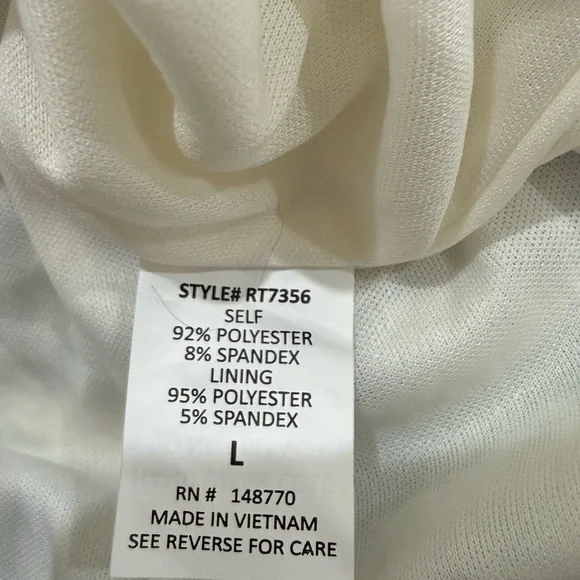 STYLE# RT7356
SELF
92% POLYESTER
8% SPANDEX
LINING
95% POLYESTER
5% SPANDEX
L
RN # 148770
MADE IN VIETNAM
SEE REVERSE FOR CARE